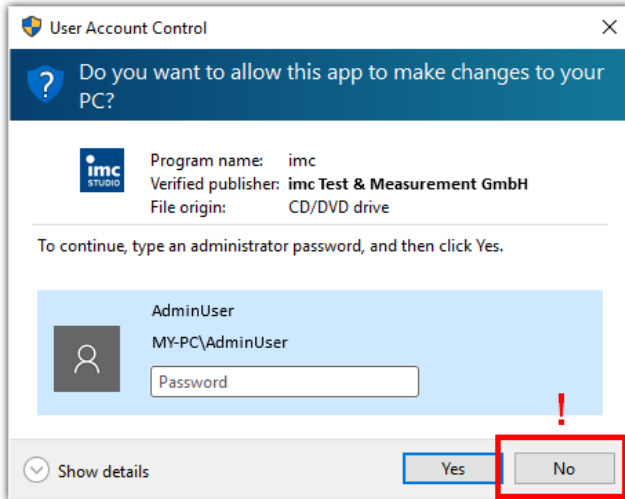 User Account Control
Do you want to allow this app to make changes to your
PC?
imc
STUDIO
Program name: imc
Verified publisher: imc Test & Measurement GmbH
File origin: CD/DVD drive
To continue, type an administrator password, and then click Yes.
AdminUser
MY-PC\AdminUser
Password
!
Show details Yes No